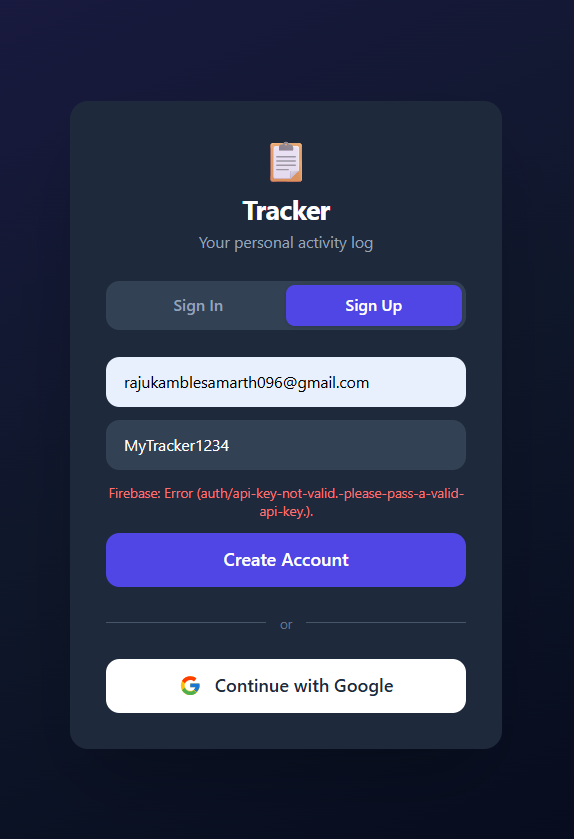 Tracker
Your personal activity log
Sign In
Sign Up
rajukamblesamarth096@gmail.com
MyTracker1234
Firebase: Error (auth/api-key-not-valid.-please-pass-a-valid-
api-key.).
Create Account
or
Continue with Google